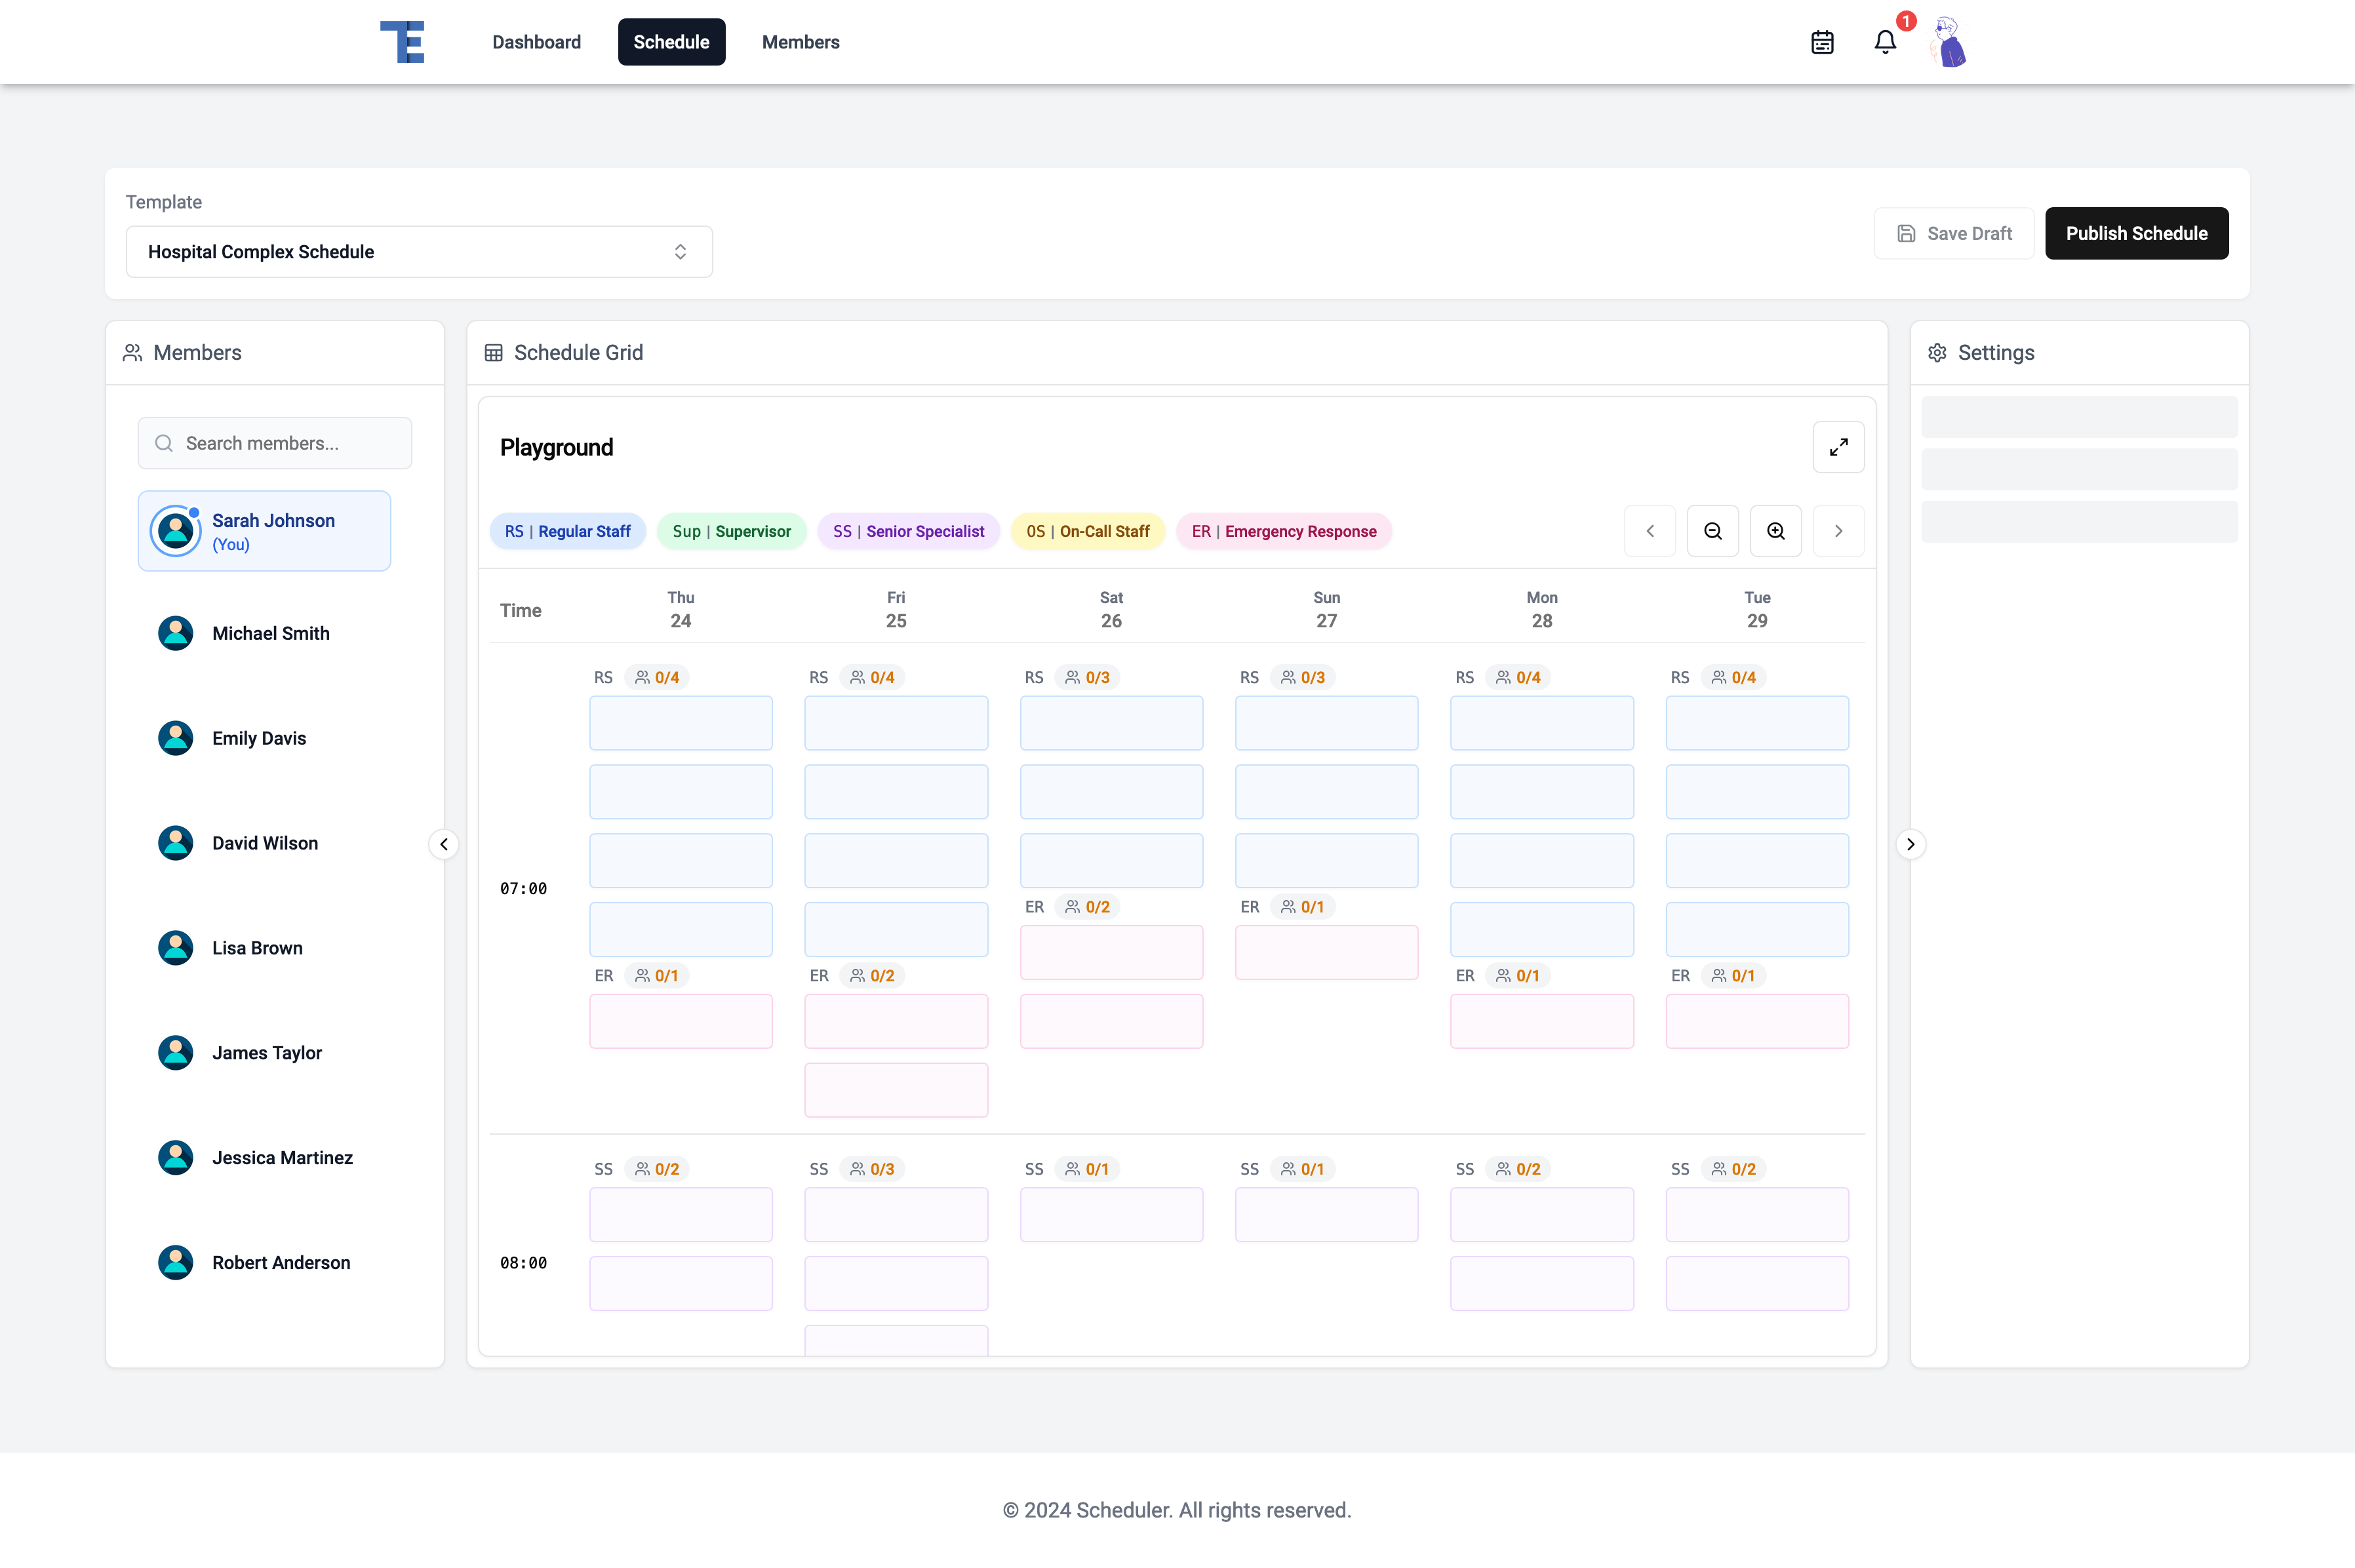 TE
Dashboard
Schedule
Members
1
Template
Hospital Complex Schedule
Save Draft
Publish Schedule
Members
Search members...
Sarah Johnson
(You)
Michael Smith
Emily Davis
David Wilson
Lisa Brown
James Taylor
Jessica Martinez
Robert Anderson
Schedule Grid
Playground
RS | Regular Staff
Sup | Supervisor
SS | Senior Specialist
OS | On-Call Staff
ER | Emergency Response
Time
Thu
24
Fri
25
Sat
26
Sun
27
Mon
28
Tue
29
07:00
RS 0/4
RS 0/4
RS 0/3
RS 0/3
RS 0/4
RS 0/4
ER 0/2
ER 0/1
ER 0/1
ER 0/2
ER 0/1
ER 0/1
08:00
SS 0/2
SS 0/3
SS 0/1
SS 0/1
SS 0/2
SS 0/2
Settings
© 2024 Scheduler. All rights reserved.